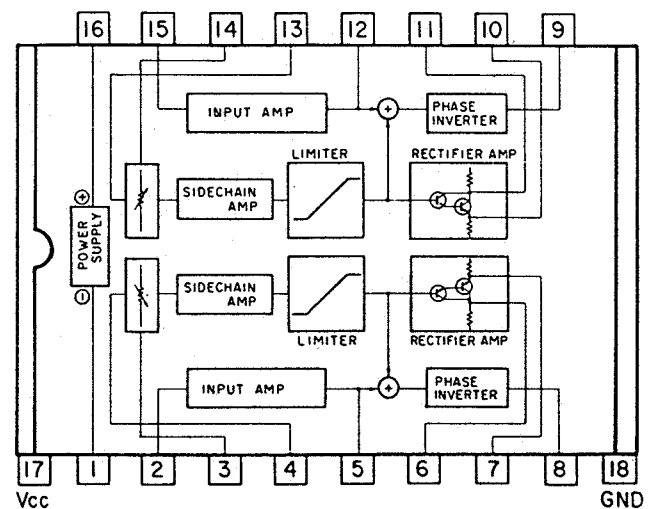 16 15 14 13 12 11 10 9
INPUT AMP
+
PHASE
INVERTER
LIMITER
RECTIFIER AMP
SIDECHAIN
AMP
+
POWER
SUPPLY
−
SIDECHAIN
AMP
LIMITER
RECTIFIER AMP
INPUT AMP
+
PHASE
INVERTER
17 1 2 3 4 5 6 7 8 18
Vcc GND